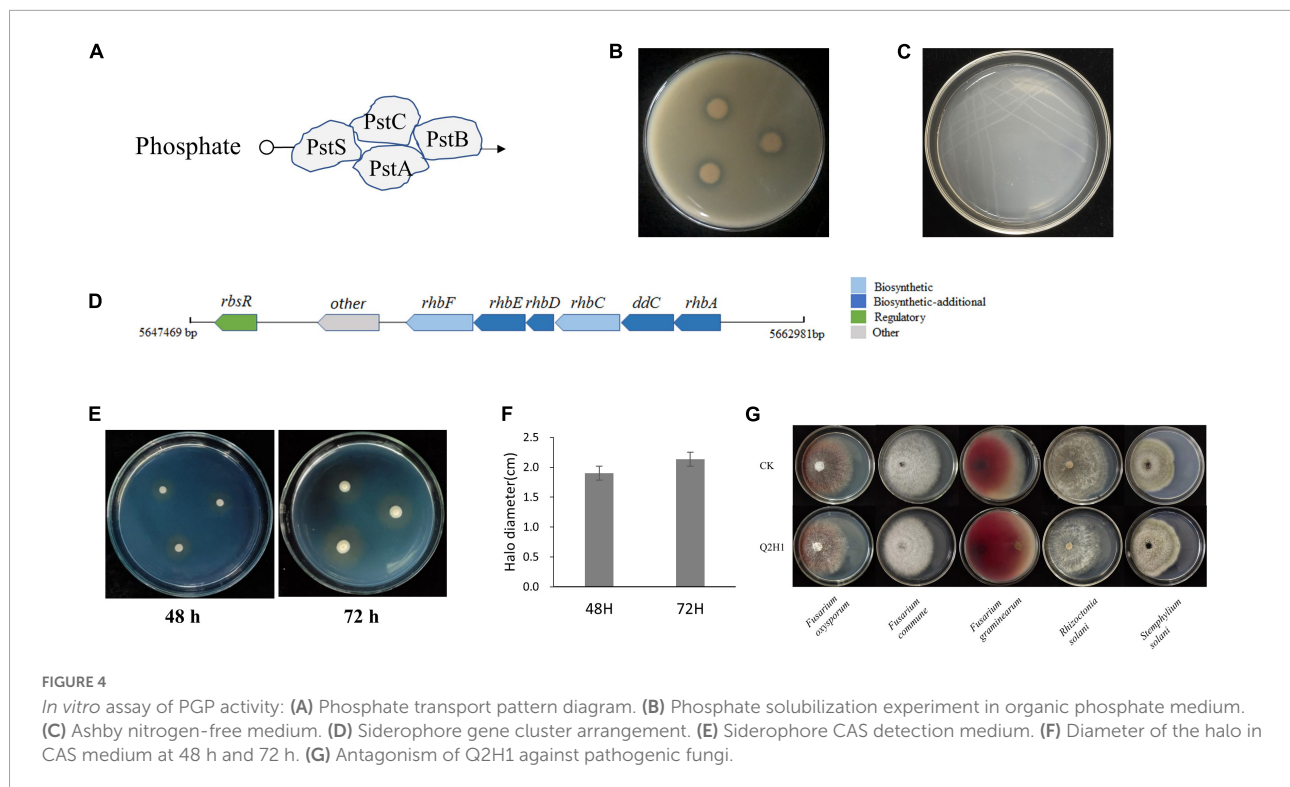 A
B
C
Phosphate
PstS
PstC
PstA
PstB
D
rbsR
other
rhbF
rhbE
rhbD
rhbC
ddC
rhbA
5647469 bp
5662981bp
Biosynthetic
Biosynthetic-additional
Regulatory
Other
E
48 h
72 h
F
Halo diameter(cm)
2.5
2.0
1.5
1.0
0.5
0.0
48H
72H
G
CK
Q2H1
Fusarium
oxysporum
Fusarium
commune
Fusarium
graminearum
Rhizoctonia
solani
Stemphylium
solani
FIGURE 4
In vitro assay of PGP activity: (A) Phosphate transport pattern diagram. (B) Phosphate solubilization experiment in organic phosphate medium.
(C) Ashby nitrogen-free medium. (D) Siderophore gene cluster arrangement. (E) Siderophore CAS detection medium. (F) Diameter of the halo in
CAS medium at 48 h and 72 h. (G) Antagonism of Q2H1 against pathogenic fungi.